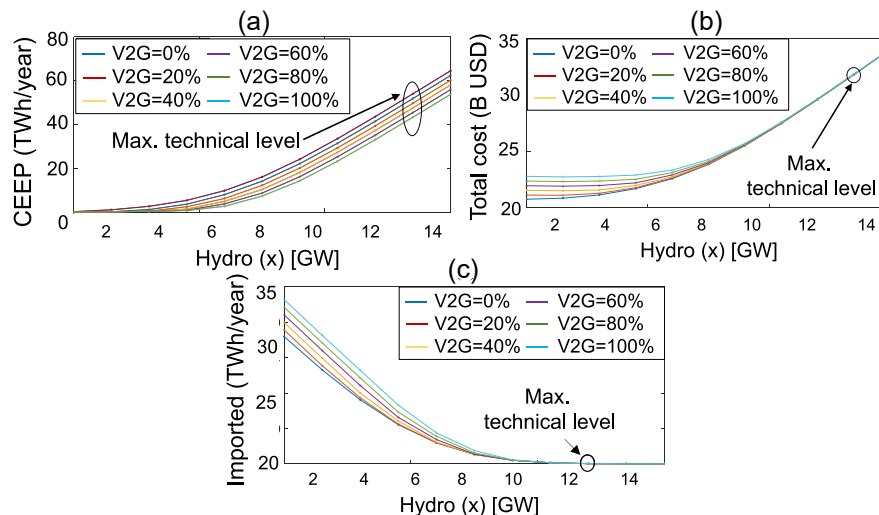 (a)
CEEP (TWh/year)
80
60
40
20
0
V2G=0% V2G=60%
V2G=20% V2G=80%
V2G=40% V2G=100%
Max. technical level
2 4 6 8 10 12 14
Hydro (x) [GW]
(b)
Total cost (B USD)
35
30
25
20
V2G=0% V2G=60%
V2G=20% V2G=80%
V2G=40% V2G=100%
Max.
technical level
2 4 6 8 10 12 14
Hydro (x) [GW]
(c)
Imported (TWh/year)
35
30
25
20
V2G=0% V2G=60%
V2G=20% V2G=80%
V2G=40% V2G=100%
Max.
technical level
2 4 6 8 10 12 14
Hydro (x) [GW]